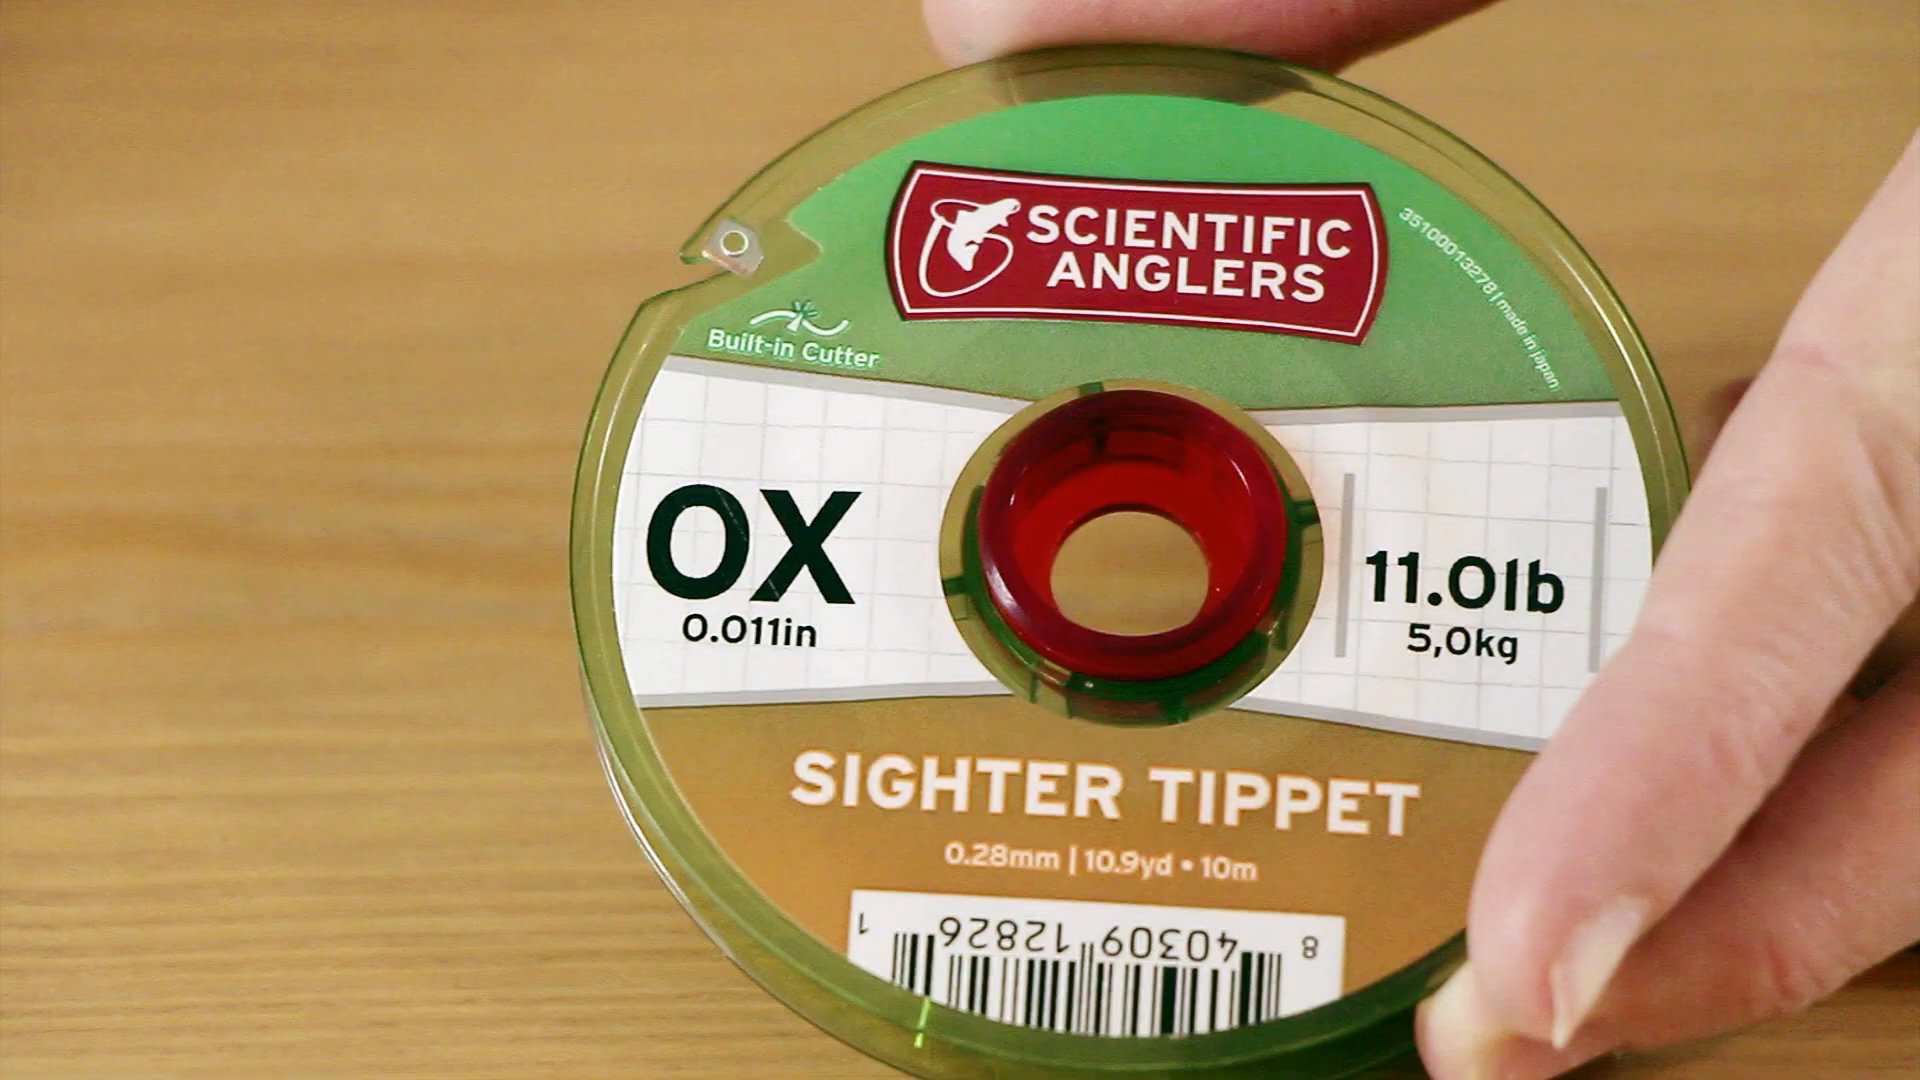 SCIENTIFIC
ANGLERS
35100013278 | made in japan
Built-in Cutter
0X
0.011in
11.0lb
5,0kg
SIGHTER TIPPET
0.28mm | 10.9yd • 10m
8 40309 12826 1